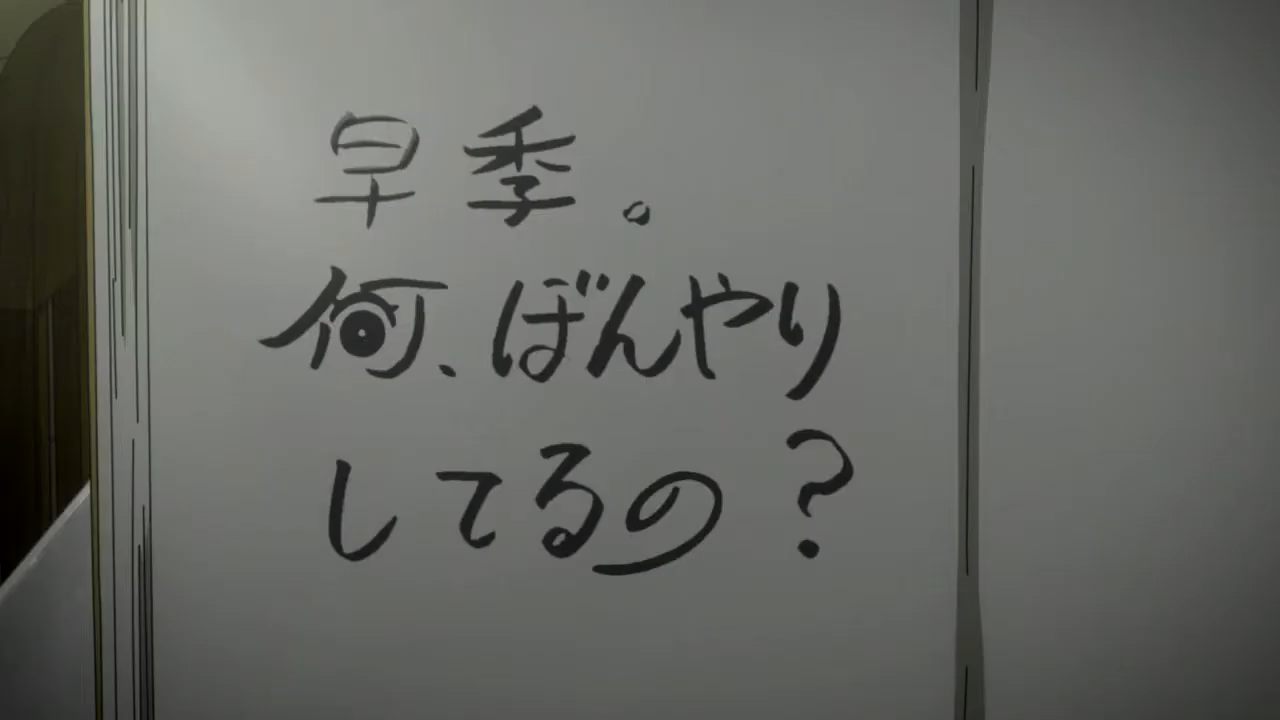 早季。
何、ぼんやり
してるの?